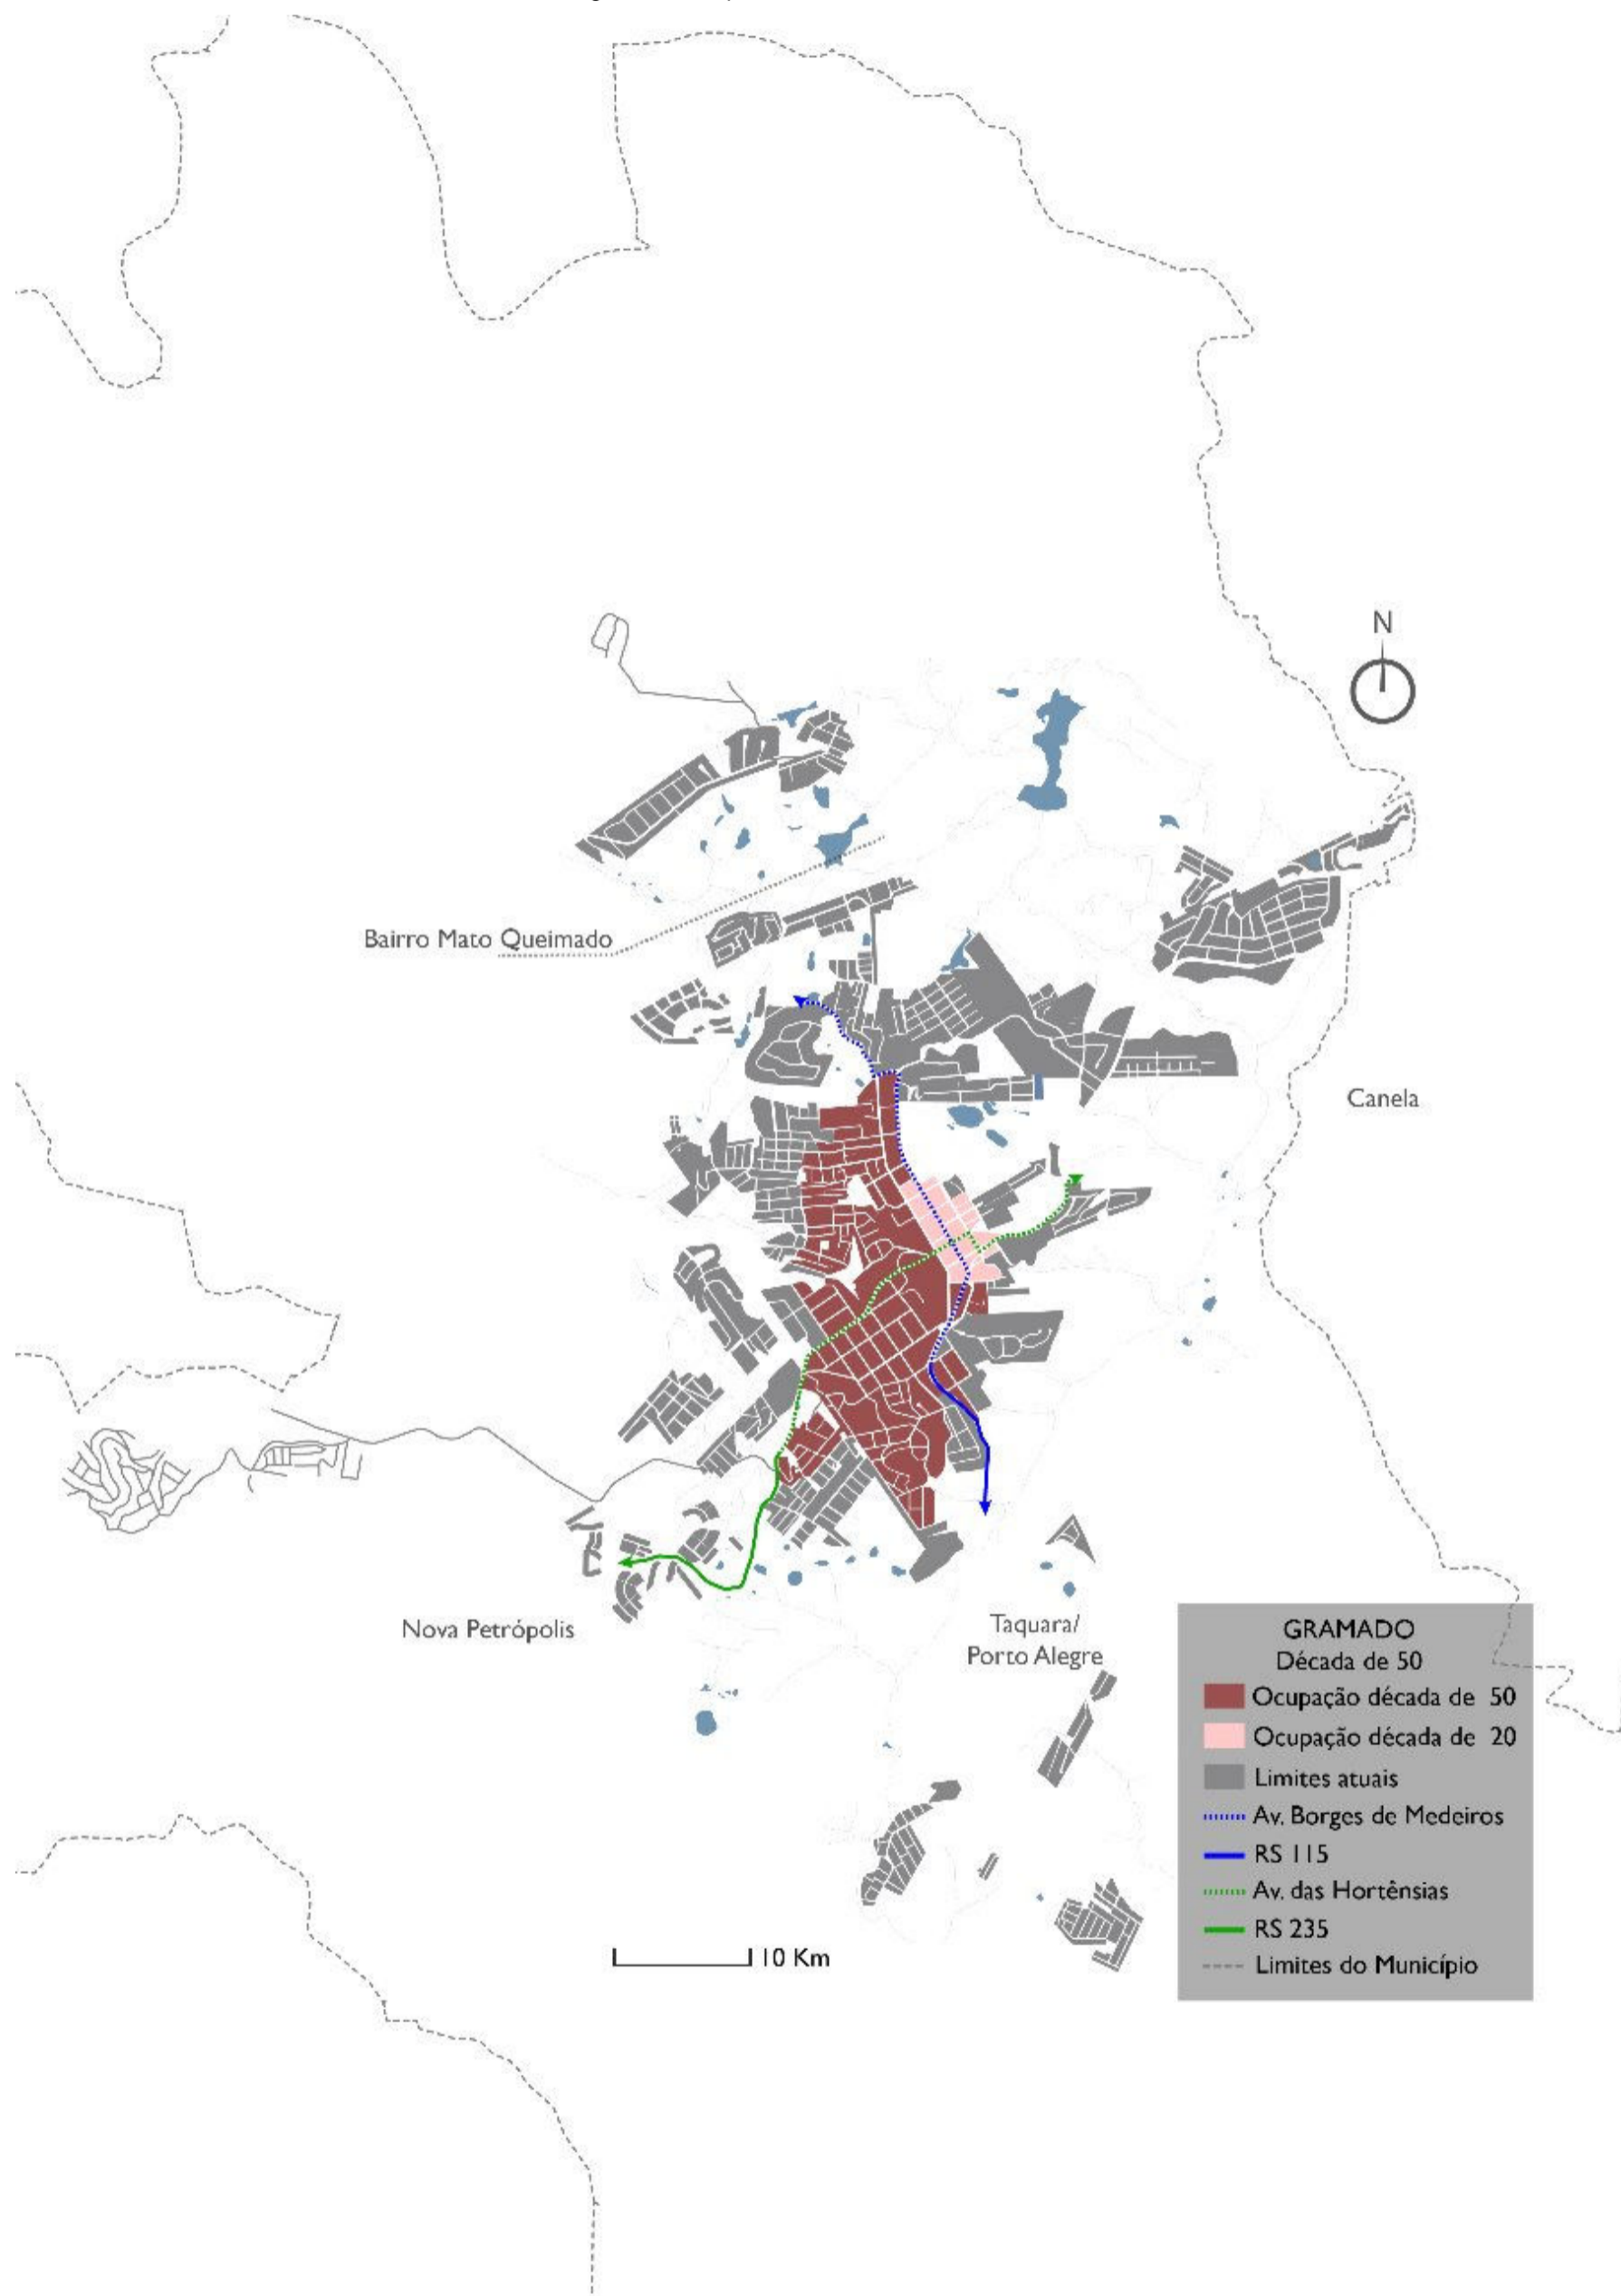 N
Bairro Mato Queimado
Canela
Nova Petrópolis
Taquara/
Porto Alegre
GRAMADO
Década de 50
Ocupação década de 50
Ocupação década de 20
Limites atuais
Av. Borges de Medeiros
RS 115
Av. das Hortênsias
RS 235
Limites do Município
10 Km